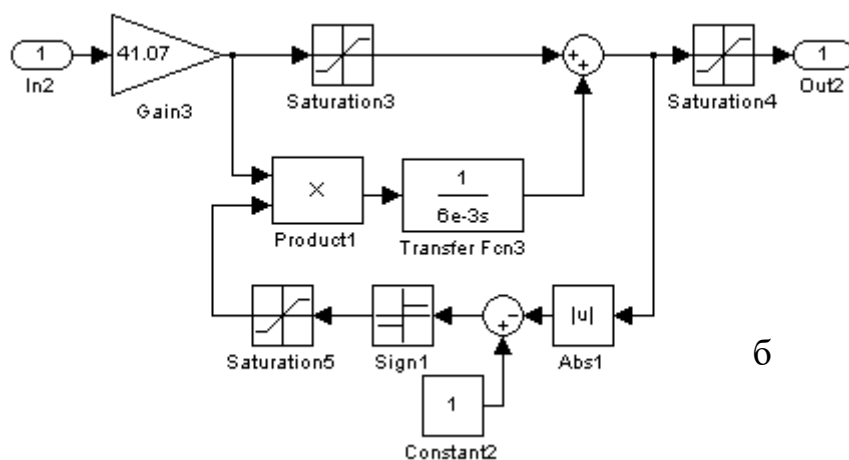 1
In2
41.07
Gain3
Saturation3
+
+
Saturation4
1
Out2
×
Product1
1
6e-3s
Transfer Fcn3
Saturation5
Sign1
−
+
|u|
Abs1
1
Constant2
б